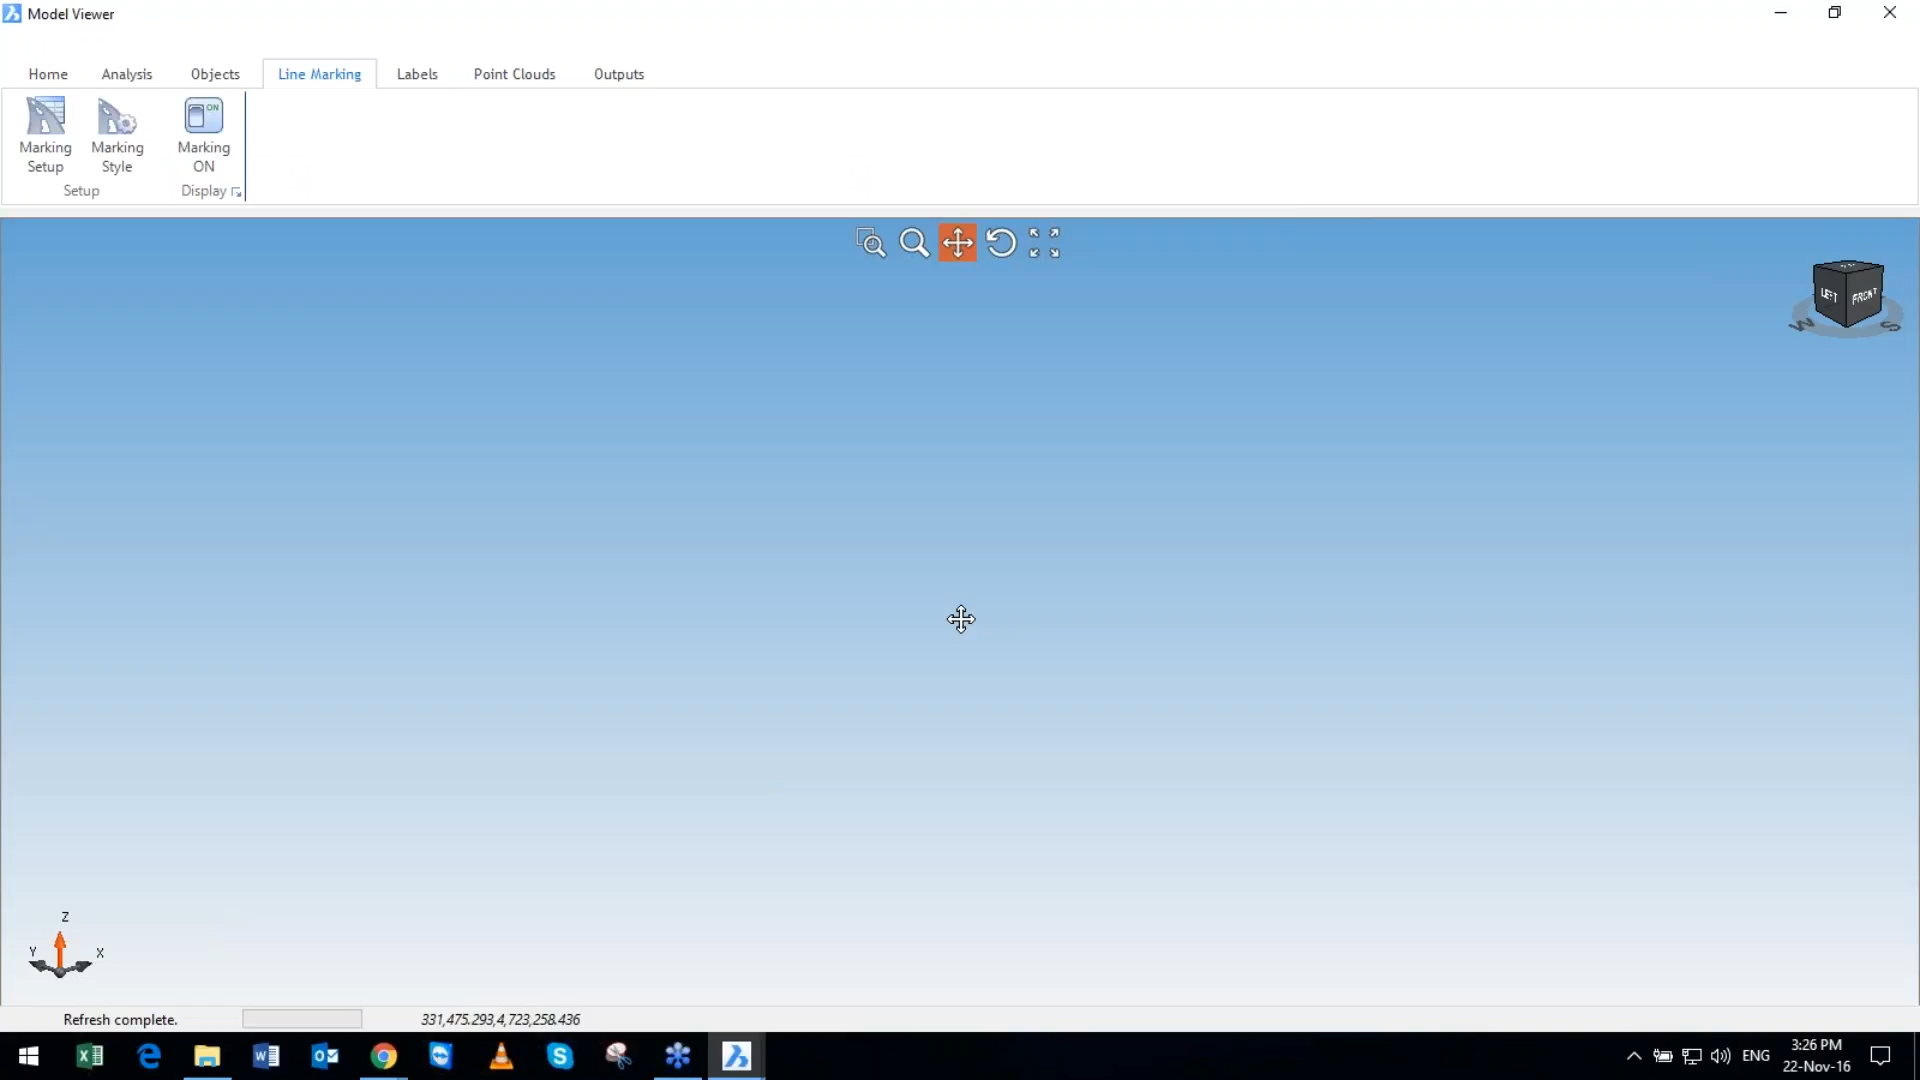 Model Viewer
Home Analysis Objects Line Marking Labels Point Clouds Outputs
ON
Marking Setup
Marking Style
Marking ON
Setup
Display
LEFT FRONT
W S
Z
Y X
Refresh complete.
331,475.293,4,723,258.436
ENG
3:26 PM
22-Nov-16